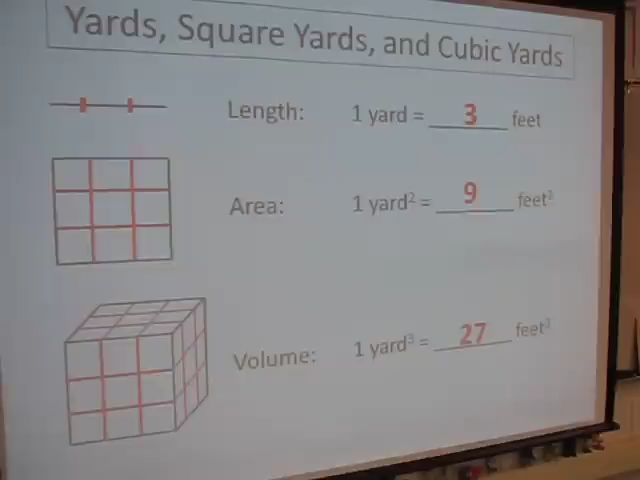 Yards, Square Yards, and Cubic Yards
Length: 1 yard = 3 feet
Area: 1 yard² = 9 feet²
Volume: 1 yard³ = 27 feet³